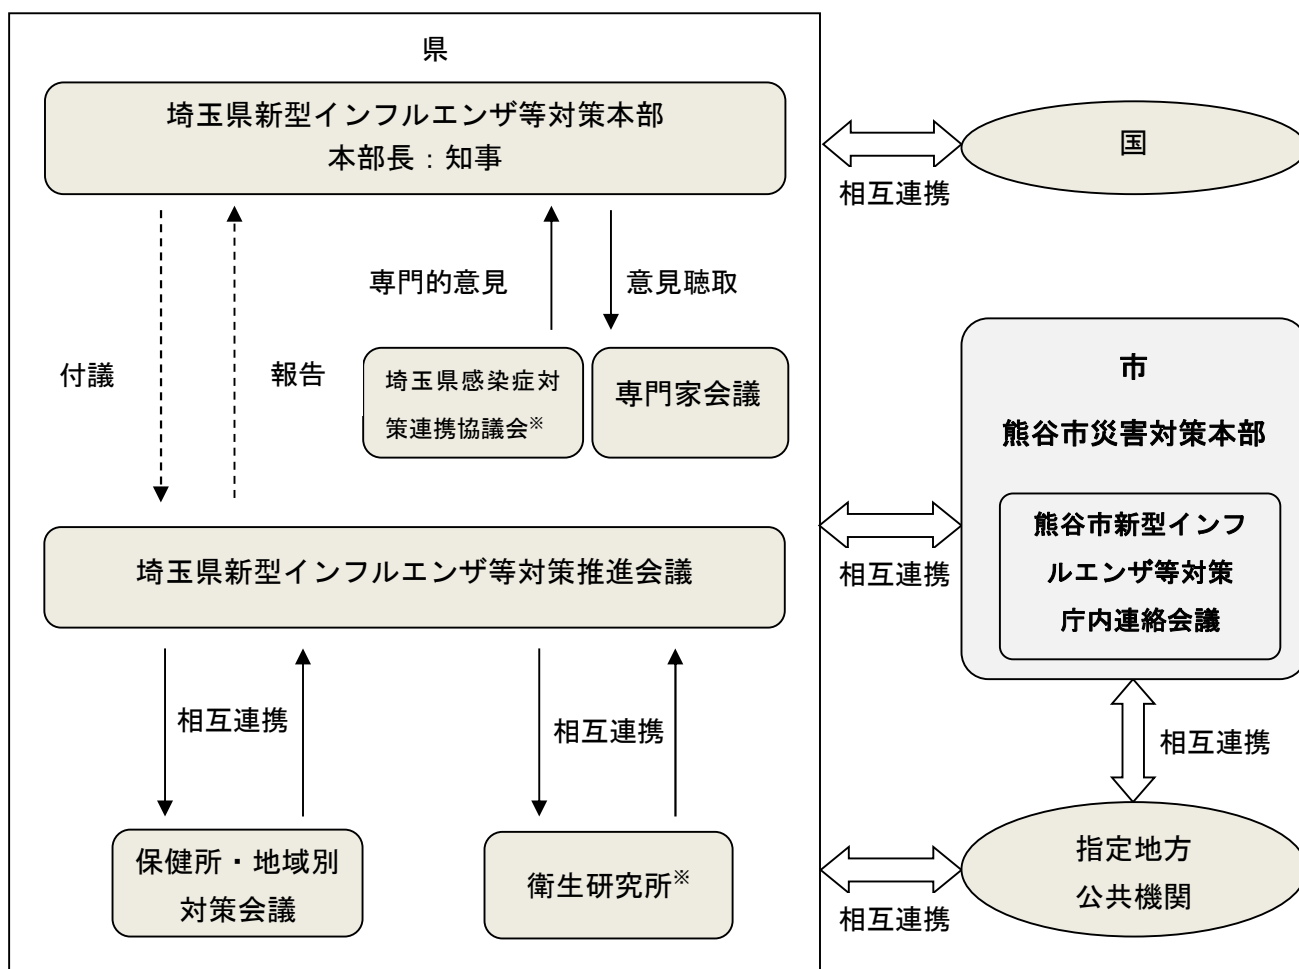 県
埼玉県新型インフルエンザ等対策本部
本部長：知事
国
相互連携
専門的意見
意見聴取
付議
報告
埼玉県感染症対
策連携協議会※
専門家会議
市
熊谷市災害対策本部
熊谷市新型インフ
ルエンザ等対策
庁内連絡会議
相互連携
埼玉県新型インフルエンザ等対策推進会議
相互連携
相互連携
相互連携
保健所・地域別
対策会議
衛生研究所※
指定地方
公共機関
相互連携